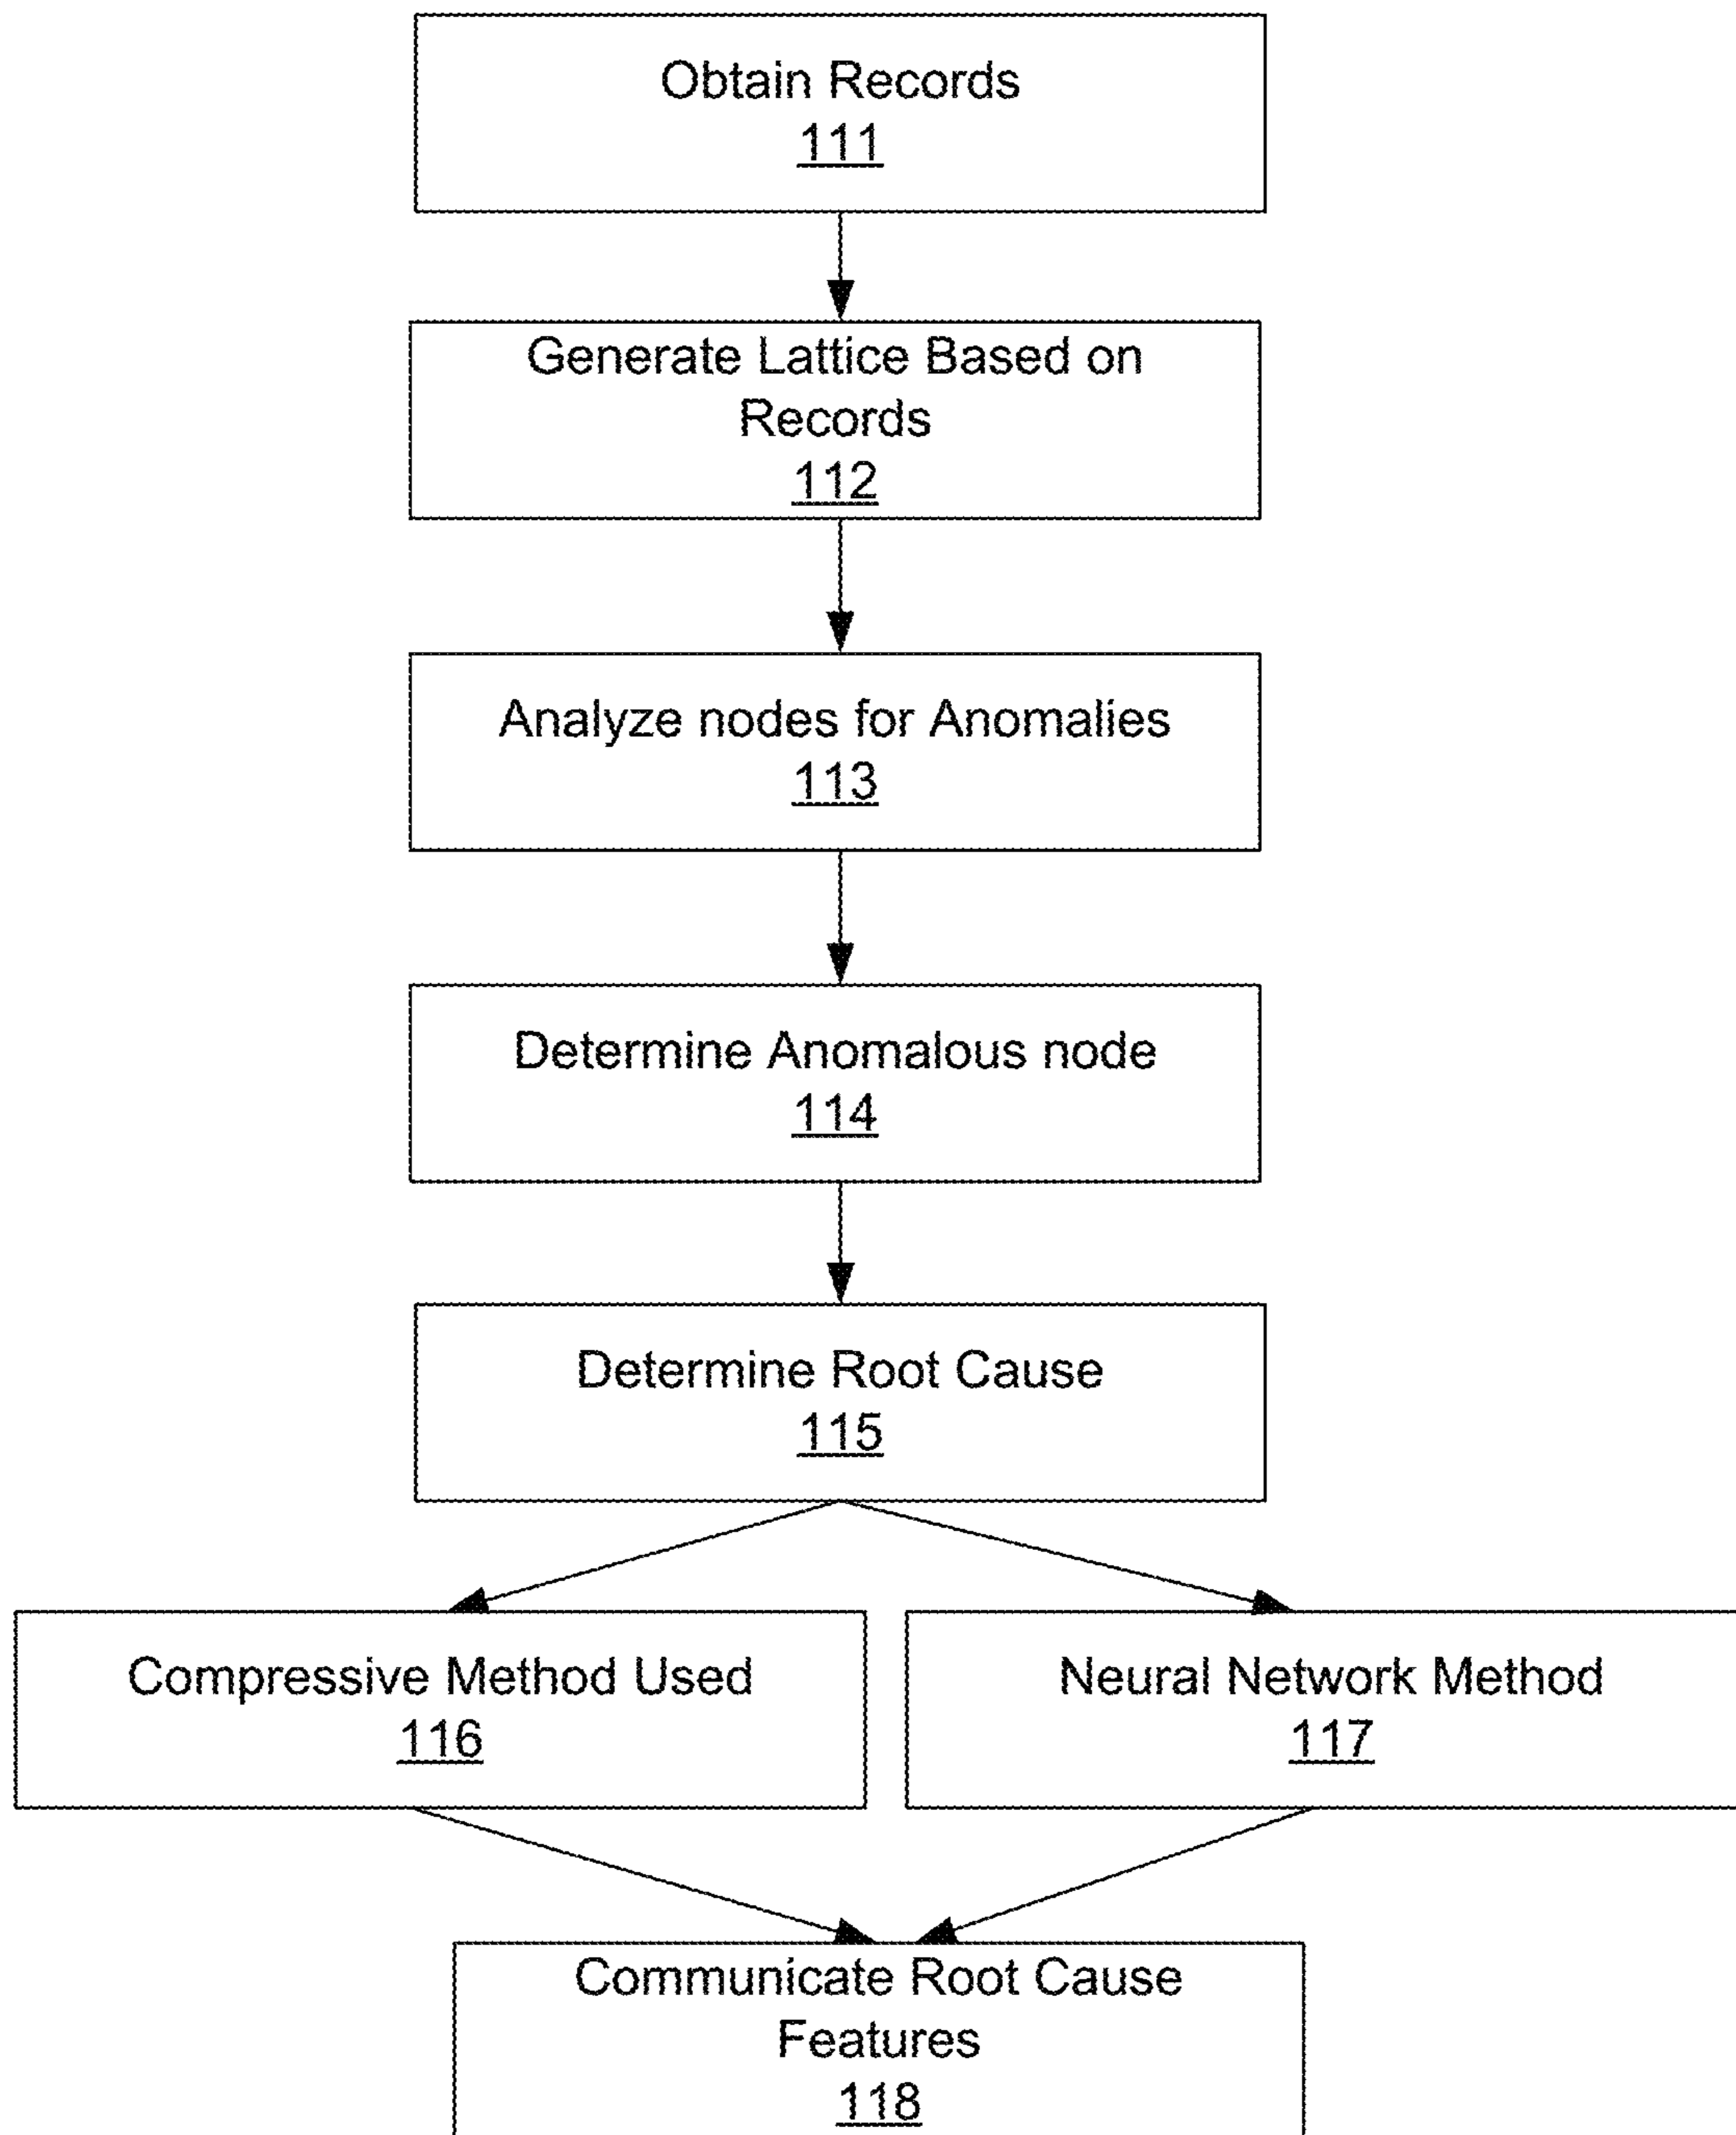 Obtain Records
111
Generate Lattice Based on
Records
112
Analyze nodes for Anomalies
113
Determine Anomalous node
114
Determine Root Cause
115
Compressive Method Used
116
Neural Network Method
117
Communicate Root Cause
Features
118